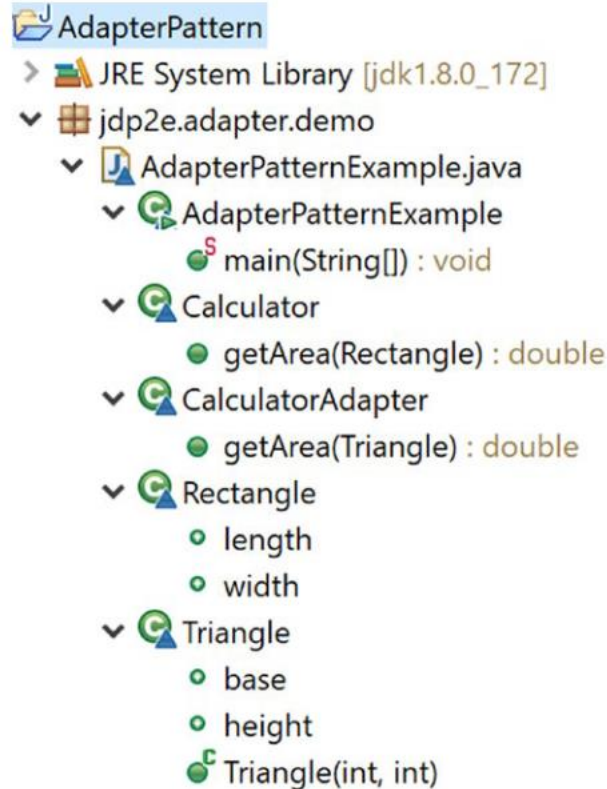 AdapterPattern
JRE System Library [jdk1.8.0_172]
jdp2e.adapter.demo
AdapterPatternExample.java
AdapterPatternExample
main(String[]) : void
Calculator
getArea(Rectangle) : double
CalculatorAdapter
getArea(Triangle) : double
Rectangle
length
width
Triangle
base
height
Triangle(int, int)